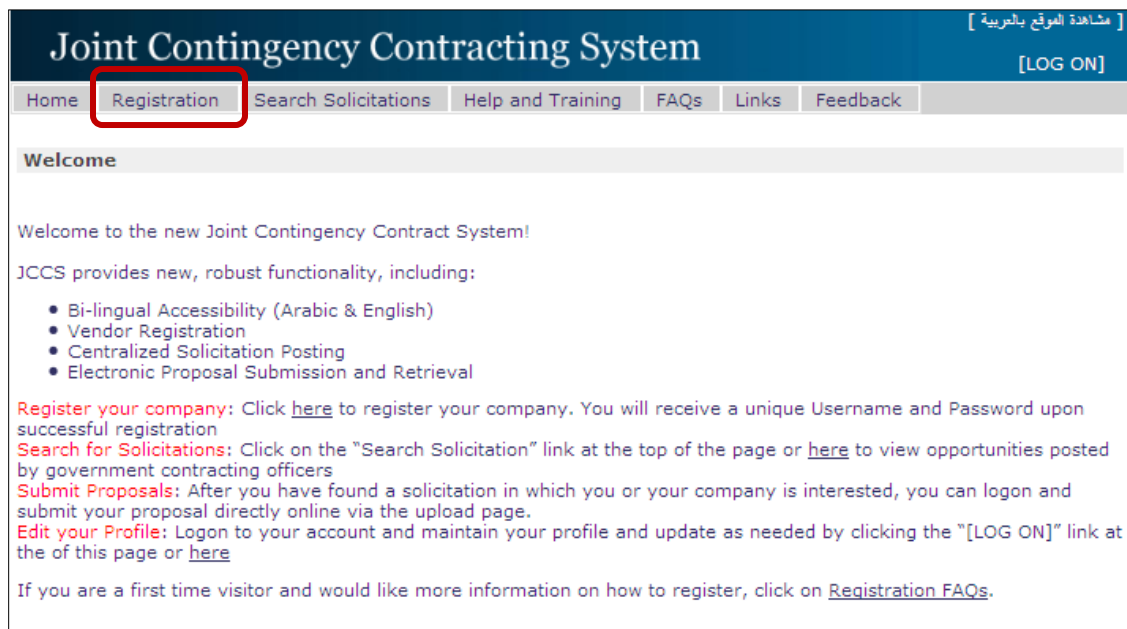 [ مشاهدة الموقع بالعربية ]
Joint Contingency Contracting System
[LOG ON]
Home Registration Search Solicitations Help and Training FAQs Links Feedback
Welcome
Welcome to the new Joint Contingency Contract System!
JCCS provides new, robust functionality, including:
• Bi-lingual Accessibility (Arabic & English)
• Vendor Registration
• Centralized Solicitation Posting
• Electronic Proposal Submission and Retrieval
Register your company: Click here to register your company. You will receive a unique Username and Password upon
successful registration
Search for Solicitations: Click on the “Search Solicitation” link at the top of the page or here to view opportunities posted
by government contracting officers
Submit Proposals: After you have found a solicitation in which you or your company is interested, you can logon and
submit your proposal directly online via the upload page.
Edit your Profile: Logon to your account and maintain your profile and update as needed by clicking the “[LOG ON]” link at
the of this page or here
If you are a first time visitor and would like more information on how to register, click on Registration FAQs.